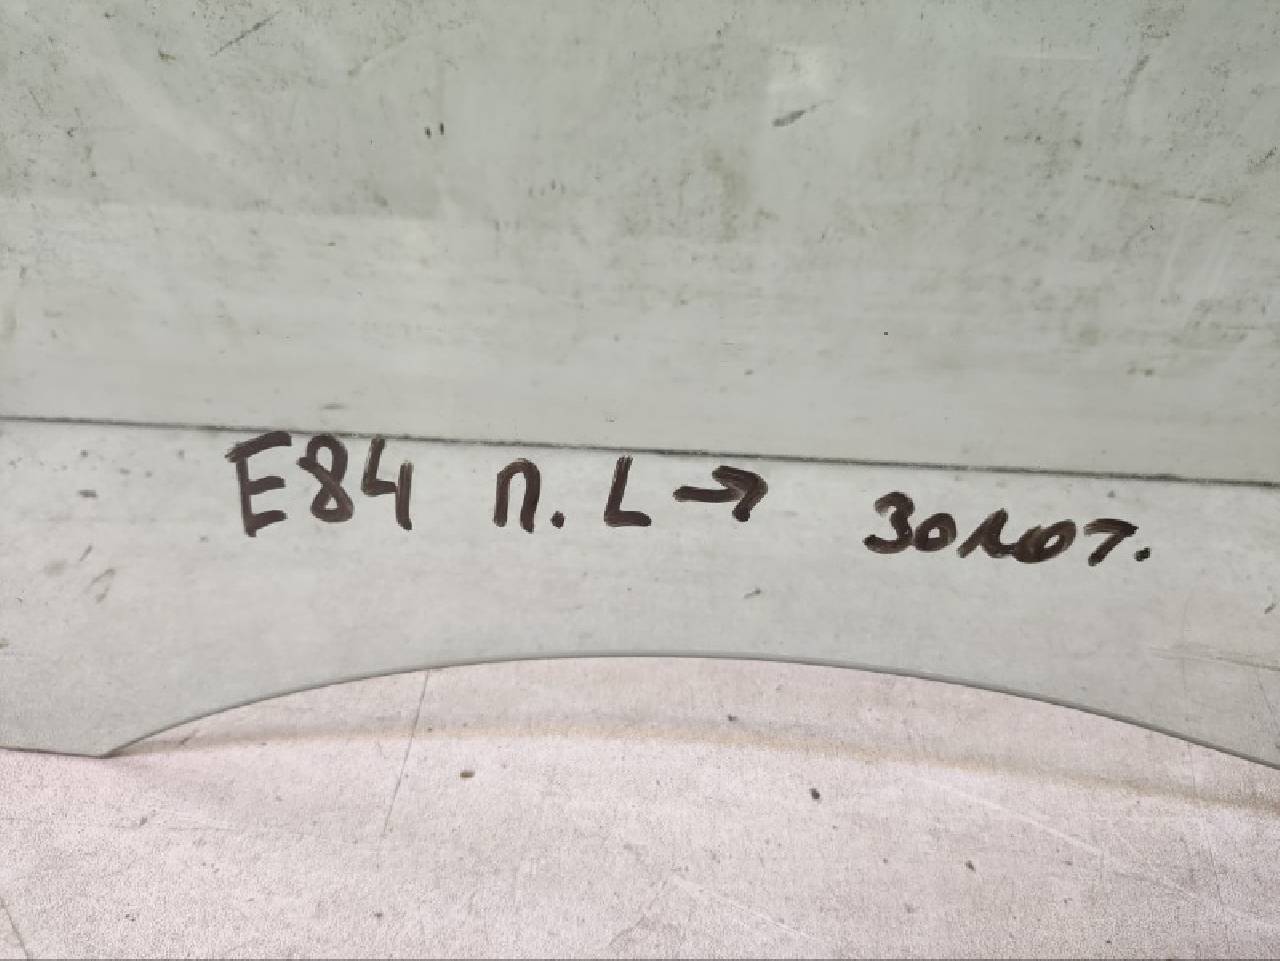 E84 п. L → золот.